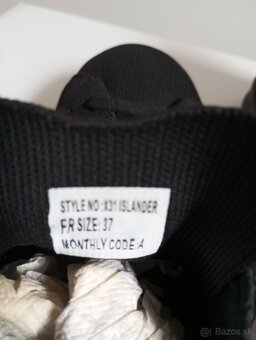 STYLE NO: X31 ISLANDER
FR SIZE: 37
MONTHLY CODE: A
Bazos.sk